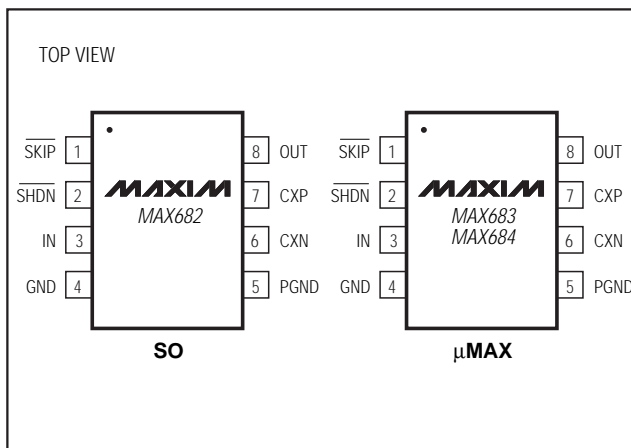 TOP VIEW
SKIP 1 8 OUT
SHDN 2 MAXIM 7 CXP
MAX682
IN 3 6 CXN
GND 4 5 PGND
SO
SKIP 1 8 OUT
SHDN 2 MAXIM 7 CXP
MAX683
MAX684
IN 3 6 CXN
GND 4 5 PGND
μMAX